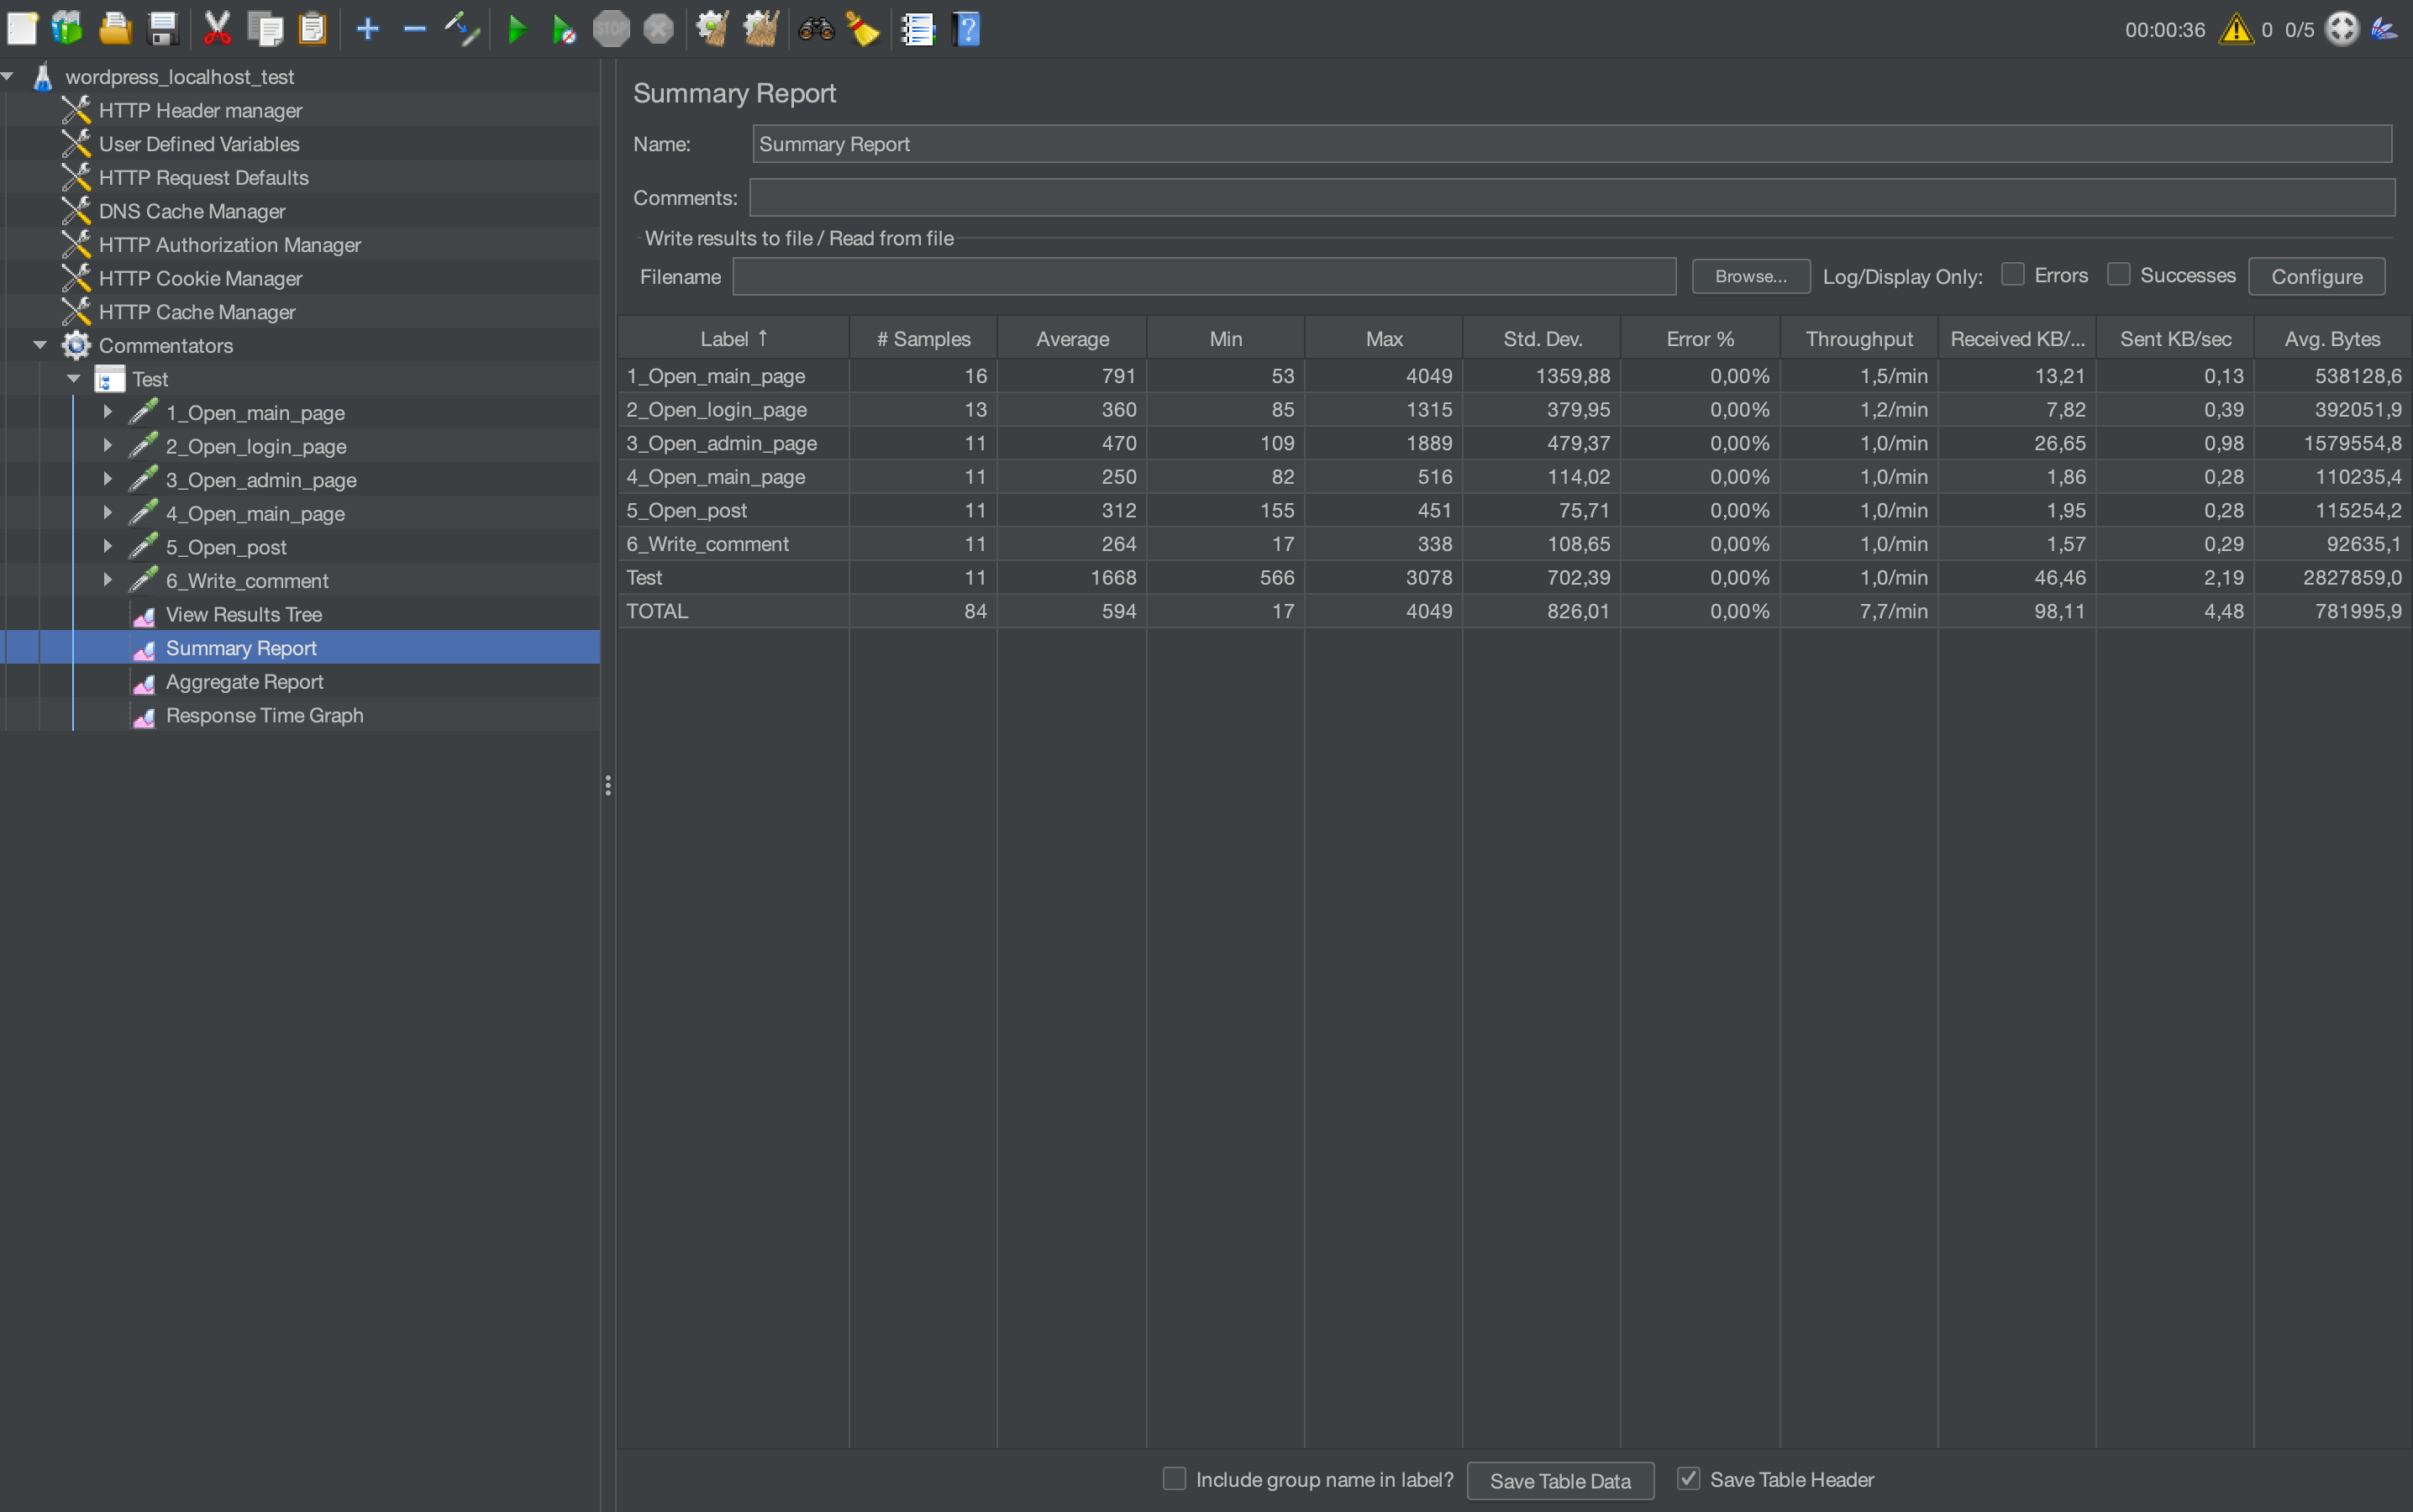 STOP
00:00:36 0 0/5
wordpress_localhost_test
HTTP Header manager
User Defined Variables
HTTP Request Defaults
DNS Cache Manager
HTTP Authorization Manager
HTTP Cookie Manager
HTTP Cache Manager
Commentators
Test
1_Open_main_page
2_Open_login_page
3_Open_admin_page
4_Open_main_page
5_Open_post
6_Write_comment
View Results Tree
Summary Report
Aggregate Report
Response Time Graph
Summary Report
Name: Summary Report
Comments:
Write results to file / Read from file
Filename Browse... Log/Display Only: Errors Successes Configure
Label ↑ # Samples Average Min Max Std. Dev. Error % Throughput Received KB/... Sent KB/sec Avg. Bytes
1_Open_main_page 16 791 53 4049 1359,88 0,00% 1,5/min 13,21 0,13 538128,6
2_Open_login_page 13 360 85 1315 379,95 0,00% 1,2/min 7,82 0,39 392051,9
3_Open_admin_page 11 470 109 1889 479,37 0,00% 1,0/min 26,65 0,98 1579554,8
4_Open_main_page 11 250 82 516 114,02 0,00% 1,0/min 1,86 0,28 110235,4
5_Open_post 11 312 155 451 75,71 0,00% 1,0/min 1,95 0,28 115254,2
6_Write_comment 11 264 17 338 108,65 0,00% 1,0/min 1,57 0,29 92635,1
Test 11 1668 566 3078 702,39 0,00% 1,0/min 46,46 2,19 2827859,0
TOTAL 84 594 17 4049 826,01 0,00% 7,7/min 98,11 4,48 781995,9
Include group name in label? Save Table Data Save Table Header